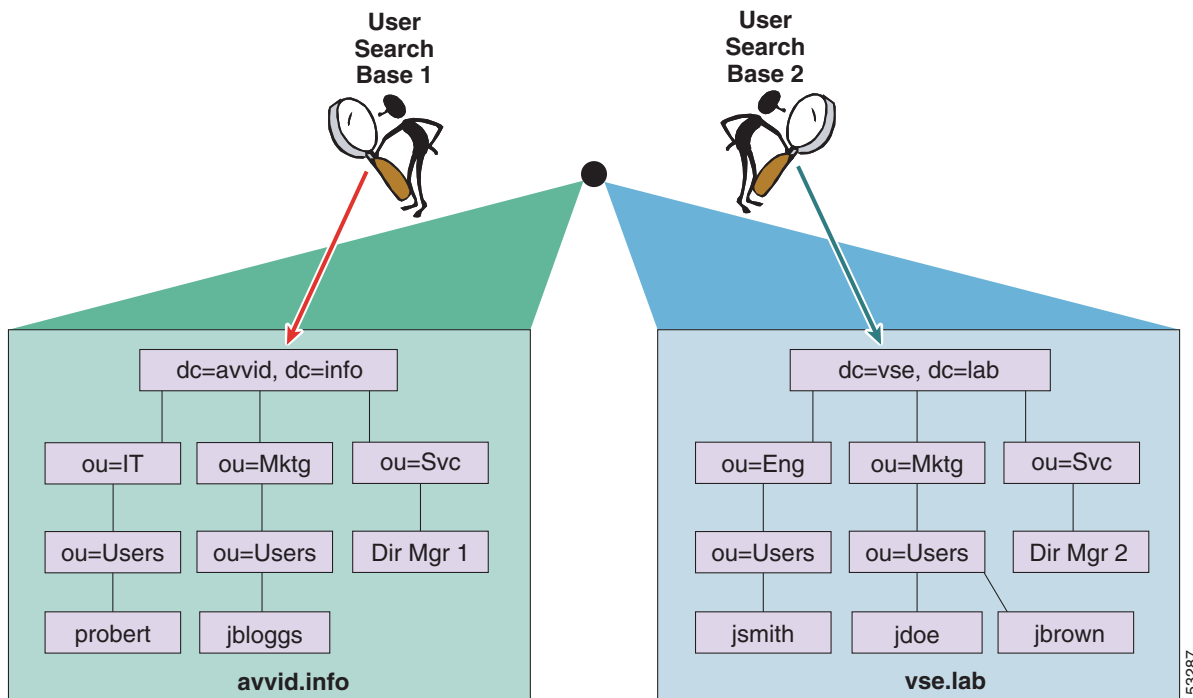 User
Search
Base 1
User
Search
Base 2
dc=avvid, dc=info
ou=IT
ou=Mktg
ou=Svc
ou=Users
ou=Users
Dir Mgr 1
probert
jbloggs
avvid.info
dc=vse, dc=lab
ou=Eng
ou=Mktg
ou=Svc
ou=Users
ou=Users
Dir Mgr 2
jsmith
jdoe
jbrown
vse.lab
53287